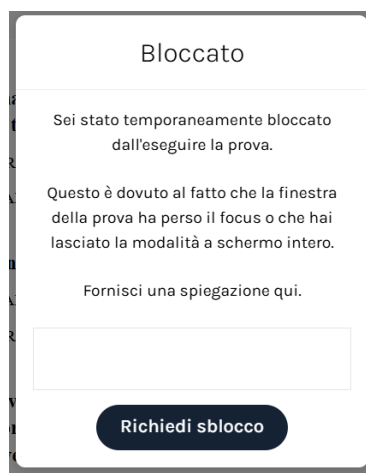 Bloccato
Sei stato temporaneamente bloccato
dall'eseguire la prova.
Questo è dovuto al fatto che la finestra
della prova ha perso il focus o che hai
lasciato la modalità a schermo intero.
Fornisci una spiegazione qui.
Richiedi sblocco